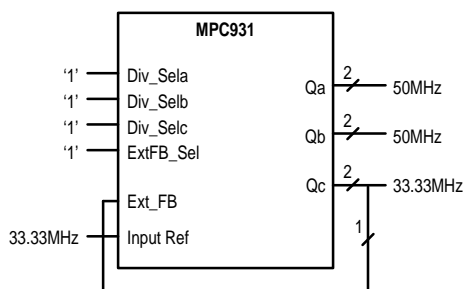 MPC931
‘1’ Div_Sela
‘1’ Div_Selb
‘1’ Div_Selc
‘1’ ExtFB_Sel
Ext_FB
33.33MHz Input Ref
Qa 2 50MHz
Qb 2 50MHz
Qc 2 33.33MHz
1